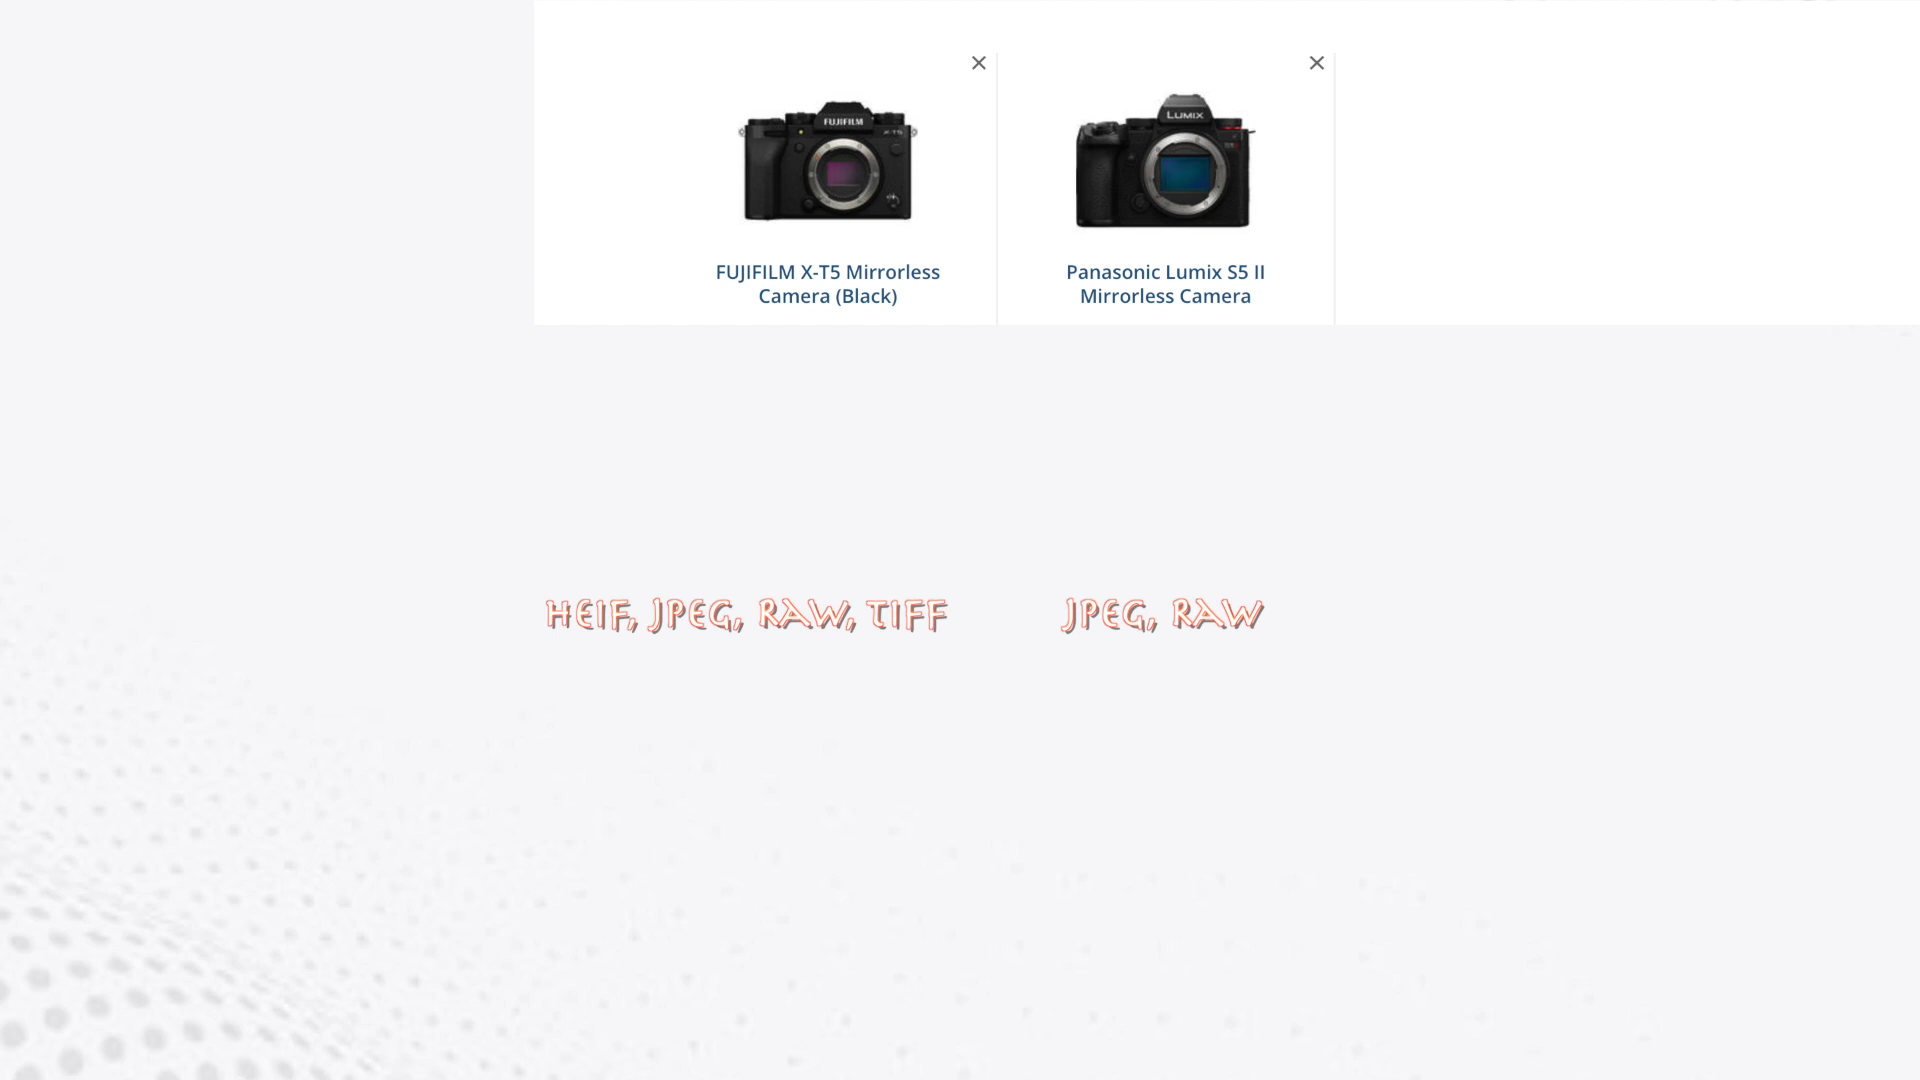 FUJIFILM
X-T5
LUMIX
FUJIFILM X-T5 Mirrorless
Camera (Black)
Panasonic Lumix S5 II
Mirrorless Camera
HEIF, JPEG, RAW, TIFF
JPEG, RAW